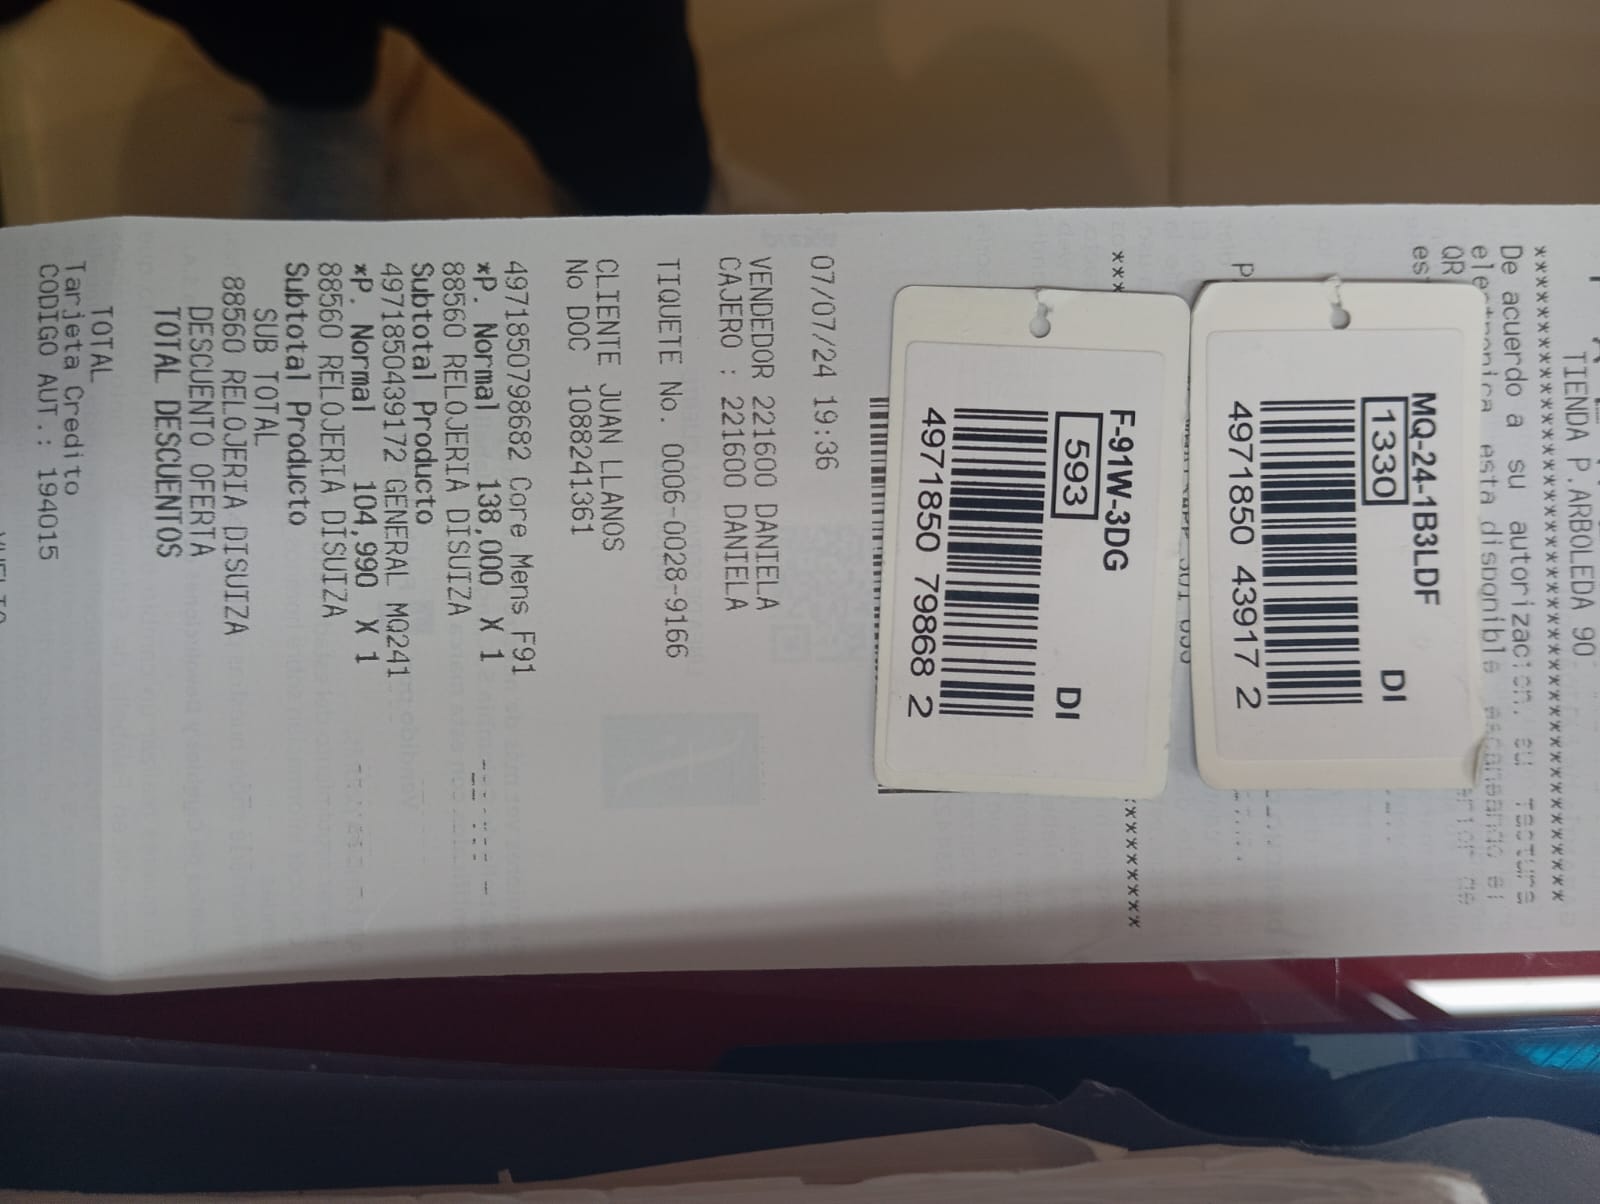 TIENDA P.ARBOLEDA 90
******************************************
De acuerdo a su autorizacion, su factura
electronica esta disponible escaneando el
QR
MQ-24-1B3LDF
1330
DI
4971850 43917 2
F-91W-3DG
593
DI
4971850 79868 2
07/07/24 19:36
VENDEDOR 221600 DANIELA
CAJERO : 221600 DANIELA
TIQUETE No. 0006-0028-9166
CLIENTE JUAN LLANOS
No DOC 1088241361
4971850798682 Core Mens F91
*P. Normal 138,000 X 1
88560 RELOJERIA DISUIZA
Subtotal Producto
4971850439172 GENERAL MQ241
*P. Normal 104,990 X 1
88560 RELOJERIA DISUIZA
Subtotal Producto
SUB TOTAL
88560 RELOJERIA DISUIZA
DESCUENTO OFERTA
TOTAL DESCUENTOS
TOTAL
Tarjeta Credito
CODIGO AUT.: 194015